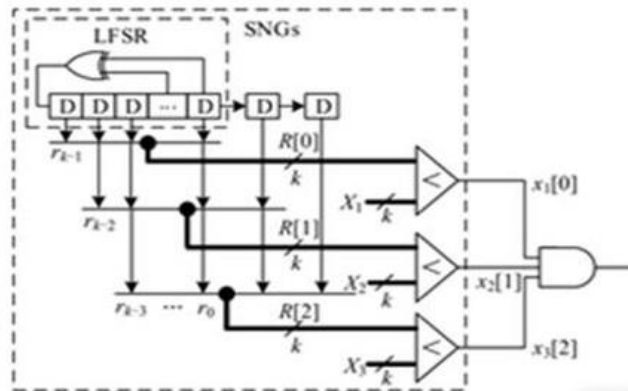 LFSR
SNGs
D D D ... D D D
r_{k-1}
R[0]
k
<
x₁[0]
X₁ k
r_{k-2}
R[1]
k
<
X₂ k
x₂[1]
r_{k-3} ... r₀
R[2]
k
<
x₃[2]
X₃ k